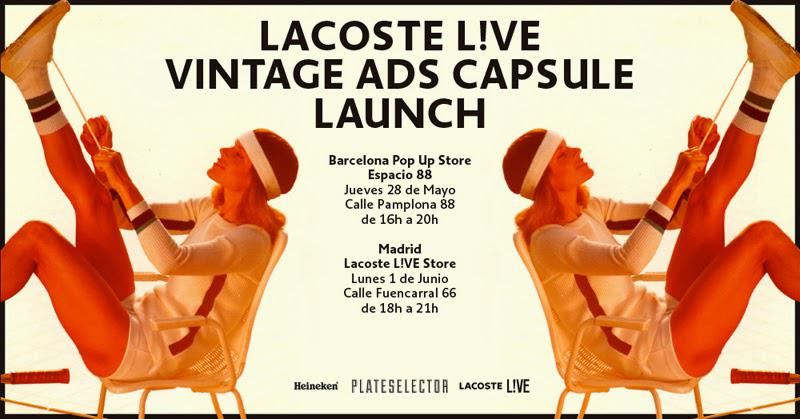 LACOSTE L!VE
VINTAGE ADS CAPSULE
LAUNCH
Barcelona Pop Up Store
Espacio 88
Jueves 28 de Mayo
Calle Pamplona 88
de 16h a 20h
Madrid
Lacoste L!VE Store
Lunes 1 de Junio
Calle Fuencarral 66
de 18h a 21h
Heineken PLATESELECTOR LACOSTE L!VE